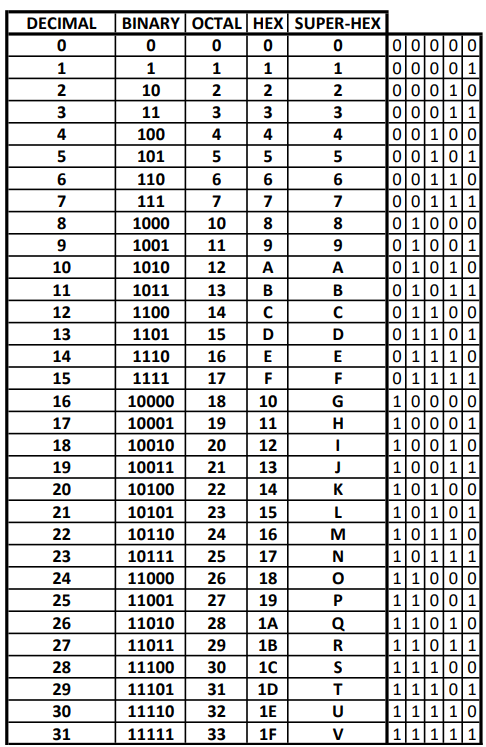 DECIMAL BINARY OCTAL HEX SUPER-HEX
0 0 0 0 0 0 0 0 0 0
1 1 1 1 1 0 0 0 0 1
2 10 2 2 2 0 0 0 1 0
3 11 3 3 3 0 0 0 1 1
4 100 4 4 4 0 0 1 0 0
5 101 5 5 5 0 0 1 0 1
6 110 6 6 6 0 0 1 1 0
7 111 7 7 7 0 0 1 1 1
8 1000 10 8 8 0 1 0 0 0
9 1001 11 9 9 0 1 0 0 1
10 1010 12 A A 0 1 0 1 0
11 1011 13 B B 0 1 0 1 1
12 1100 14 C C 0 1 1 0 0
13 1101 15 D D 0 1 1 0 1
14 1110 16 E E 0 1 1 1 0
15 1111 17 F F 0 1 1 1 1
16 10000 18 10 G 1 0 0 0 0
17 10001 19 11 H 1 0 0 0 1
18 10010 20 12 I 1 0 0 1 0
19 10011 21 13 J 1 0 0 1 1
20 10100 22 14 K 1 0 1 0 0
21 10101 23 15 L 1 0 1 0 1
22 10110 24 16 M 1 0 1 1 0
23 10111 25 17 N 1 0 1 1 1
24 11000 26 18 O 1 1 0 0 0
25 11001 27 19 P 1 1 0 0 1
26 11010 28 1A Q 1 1 0 1 0
27 11011 29 1B R 1 1 0 1 1
28 11100 30 1C S 1 1 1 0 0
29 11101 31 1D T 1 1 1 0 1
30 11110 32 1E U 1 1 1 1 0
31 11111 33 1F V 1 1 1 1 1